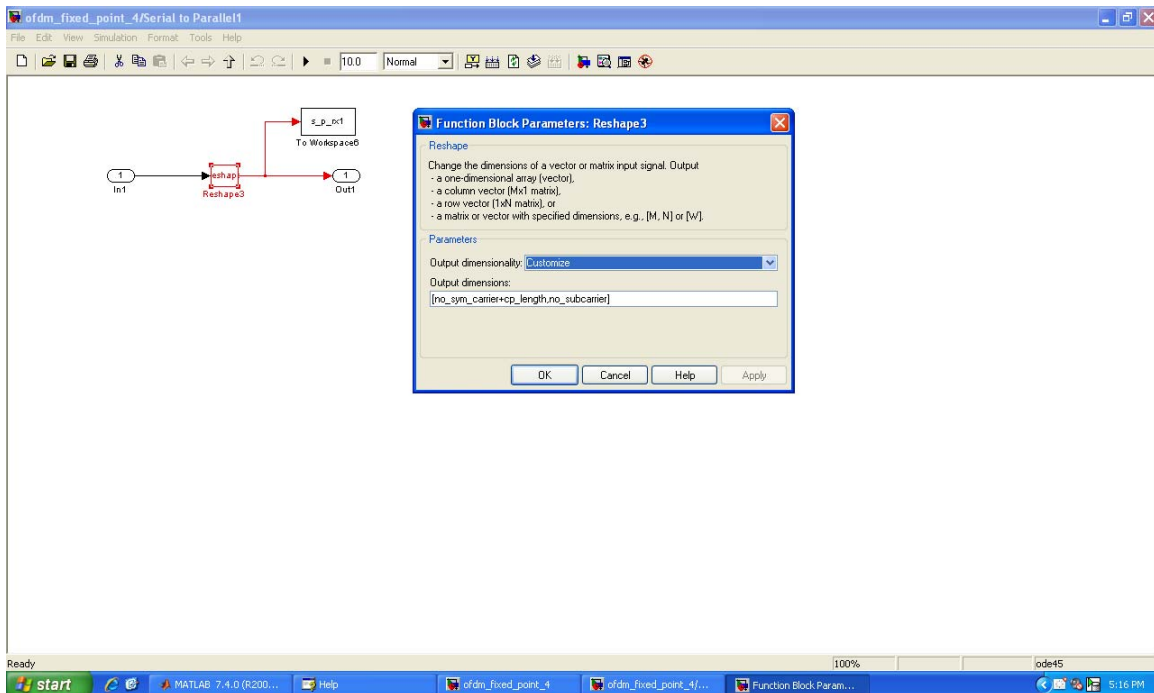 ofdm_fixed_point_4/Serial to Parallel1
File Edit View Simulation Format Tools Help
10.0 Normal
s_p_rx1
To Workspace6
1
In1
eshap
Reshape3
1
Out1
Function Block Parameters: Reshape3
Reshape
Change the dimensions of a vector or matrix input signal. Output
- a one-dimensional array (vector),
- a column vector (Mx1 matrix),
- a row vector (1xN matrix), or
- a matrix or vector with specified dimensions, e.g., [M, N] or [W].
Parameters
Output dimensionality: Customize
Output dimensions:
[no_sym_carrier+cp_length,no_subcarrier]
OK Cancel Help Apply
Ready 100% ode45
start MATLAB 7.4.0 (R200... Help ofdm_fixed_point_4 ofdm_fixed_point_4/... Function Block Param... 5:16 PM